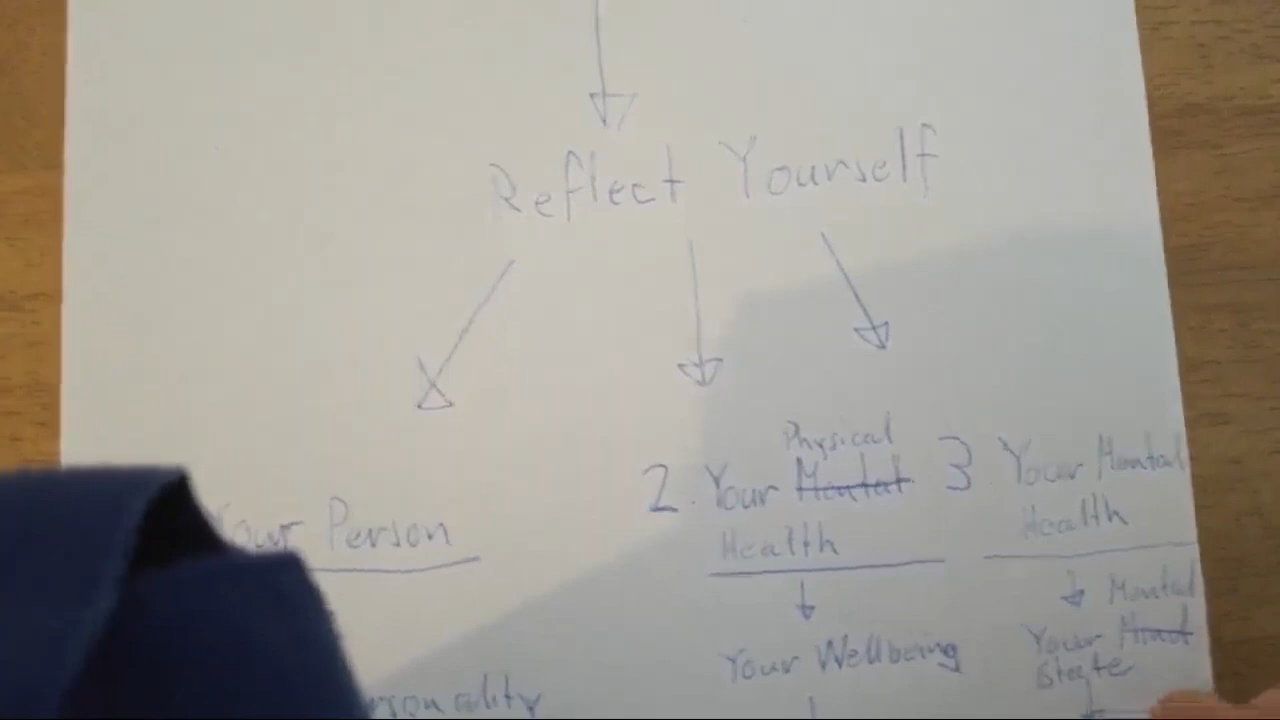 Reflect Yourself
Your Person
2. Your Physical Mental
Health
3 Your Mental
Health
Your Wellbeing
Mental
Your Mind
State